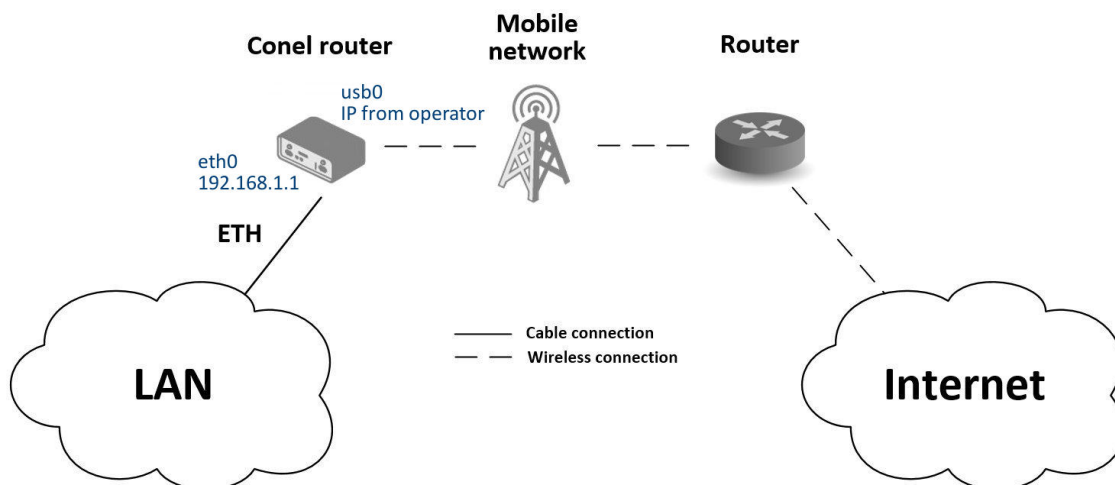 Conel router
Mobile
network
Router
usb0
IP from operator
eth0
192.168.1.1
ETH
LAN
Cable connection
Wireless connection
Internet